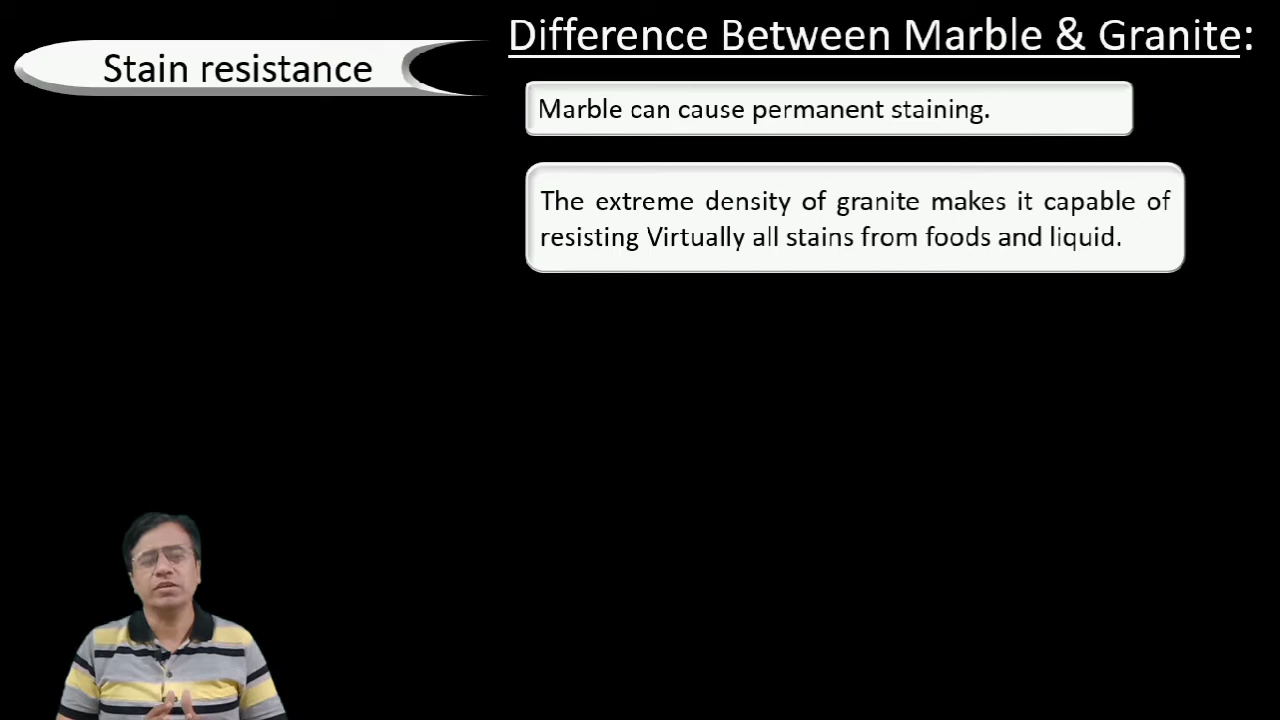 Difference Between Marble & Granite:
Stain resistance
Marble can cause permanent staining.
The extreme density of granite makes it capable of
resisting Virtually all stains from foods and liquid.